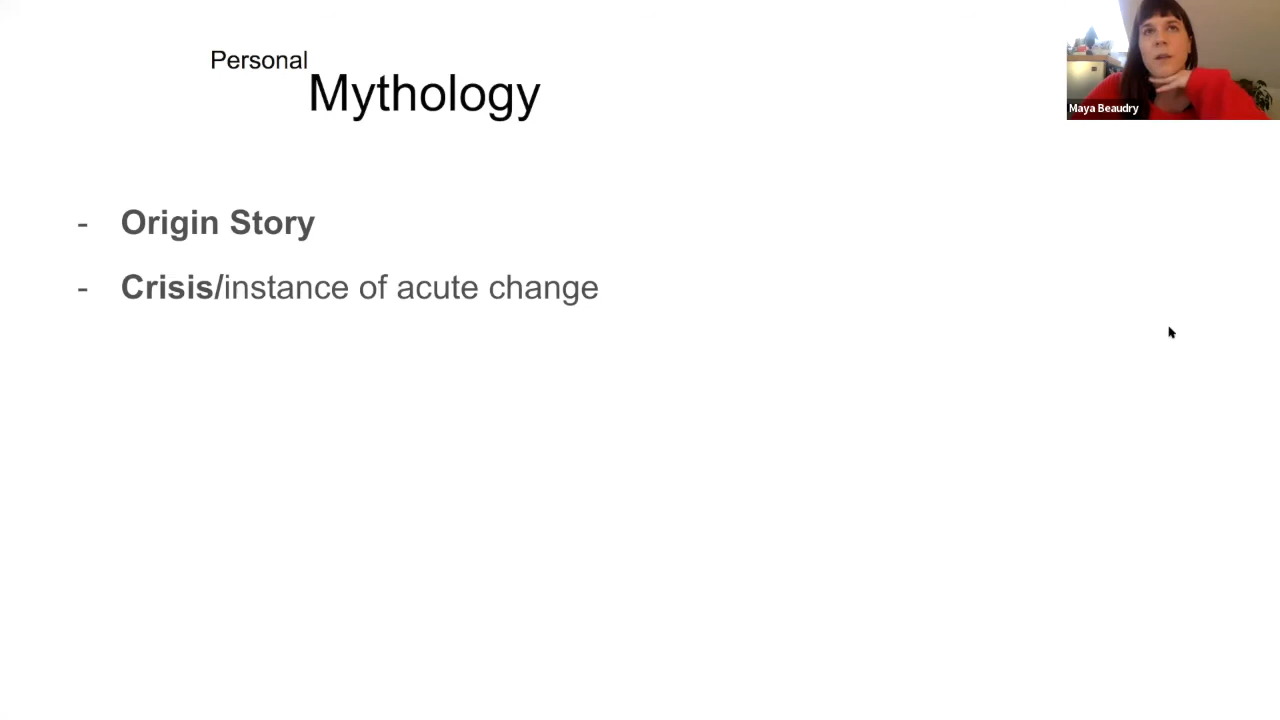 Personal
Mythology
Maya Beaudry
- Origin Story
- Crisis/instance of acute change